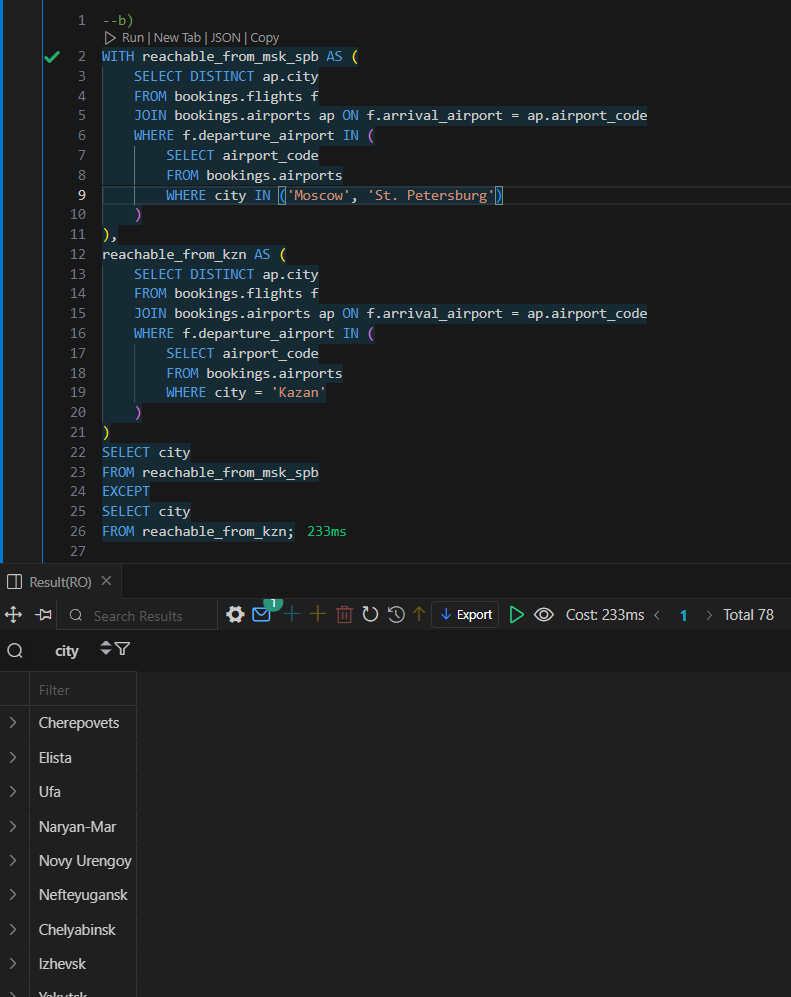 1 --b)
Run | New Tab | JSON | Copy
2 WITH reachable_from_msk_spb AS (
3 SELECT DISTINCT ap.city
4 FROM bookings.flights f
5 JOIN bookings.airports ap ON f.arrival_airport = ap.airport_code
6 WHERE f.departure_airport IN (
7 SELECT airport_code
8 FROM bookings.airports
9 WHERE city IN ('Moscow', 'St. Petersburg')
10 )
11 ),
12 reachable_from_kzn AS (
13 SELECT DISTINCT ap.city
14 FROM bookings.flights f
15 JOIN bookings.airports ap ON f.arrival_airport = ap.airport_code
16 WHERE f.departure_airport IN (
17 SELECT airport_code
18 FROM bookings.airports
19 WHERE city = 'Kazan'
20 )
21 )
22 SELECT city
23 FROM reachable_from_msk_spb
24 EXCEPT
25 SELECT city
26 FROM reachable_from_kzn; 233ms
27
Result(RO)
Search Results 1 Export Cost: 233ms 1 Total 78
city
Filter
Cherepovets
Elista
Ufa
Naryan-Mar
Novy Urengoy
Nefteyugansk
Chelyabinsk
Izhevsk
Yakutsk